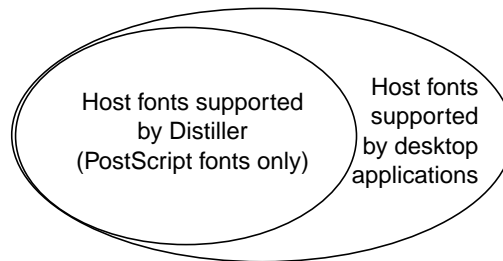 Host fonts supported
by Distiller
(PostScript fonts only)
Host fonts
supported
by desktop
applications